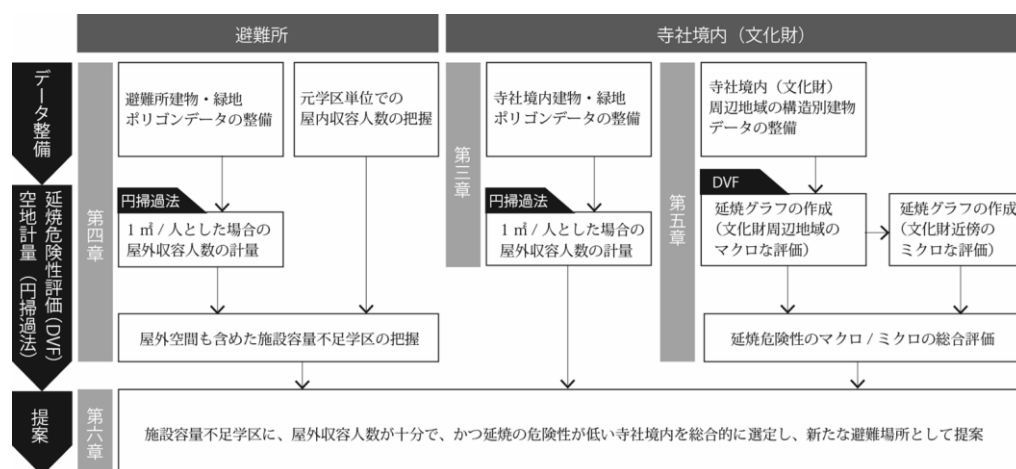 避難所
寺社境内（文化財）
データ整備
延焼危険性評価（DVF）
空地計量（円掃過法）
提案
第四章
避難所建物・緑地
ポリゴンデータの整備
元学区単位での
屋内収容人数の把握
円掃過法
1 ㎡ / 人とした場合の
屋外収容人数の計量
屋外空間も含めた施設容量不足学区の把握
第三章
寺社境内建物・緑地
ポリゴンデータの整備
円掃過法
1 ㎡ / 人とした場合の
屋外収容人数の計量
第五章
寺社境内（文化財）
周辺地域の構造別建物
データの整備
DVF
延焼グラフの作成
（文化財周辺地域の
マクロな評価）
延焼グラフの作成
（文化財近傍の
ミクロな評価）
延焼危険性のマクロ / ミクロの総合評価
第六章
施設容量不足学区に、屋外収容人数が十分で、かつ延焼の危険性が低い寺社境内を総合的に選定し、新たな避難場所として提案